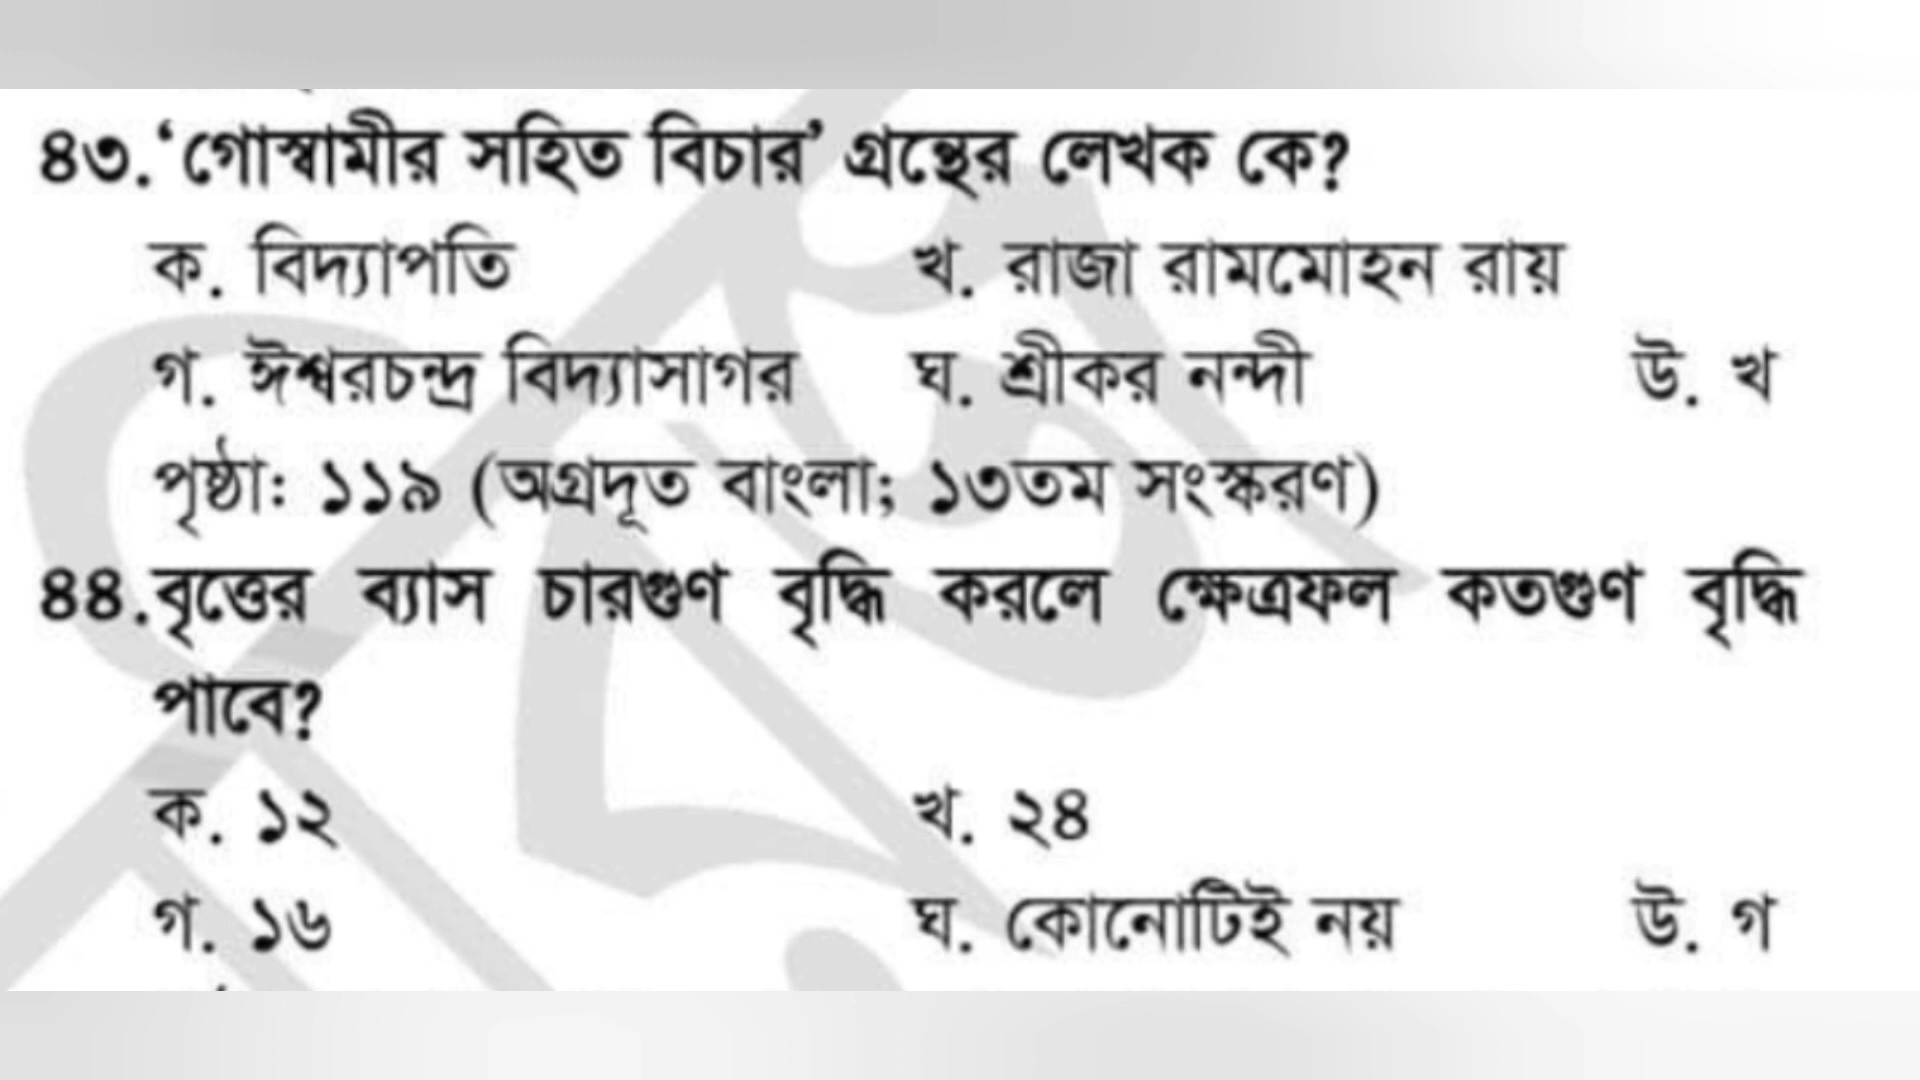 ৪৩.‘গোস্বামীর সহিত বিচার’ গ্রন্থের লেখক কে?
ক. বিদ্যাপতি খ. রাজা রামমোহন রায়
গ. ঈশ্বরচন্দ্র বিদ্যাসাগর ঘ. শ্রীকর নন্দী উ. খ
পৃষ্ঠা: ১১৯ (অগ্রদূত বাংলা; ১৩তম সংস্করণ)
৪৪.বৃত্তের ব্যাস চারগুণ বৃদ্ধি করলে ক্ষেত্রফল কতগুণ বৃদ্ধি
পাবে?
ক. ১২ খ. ২৪
গ. ১৬ ঘ. কোনোটিই নয় উ. গ